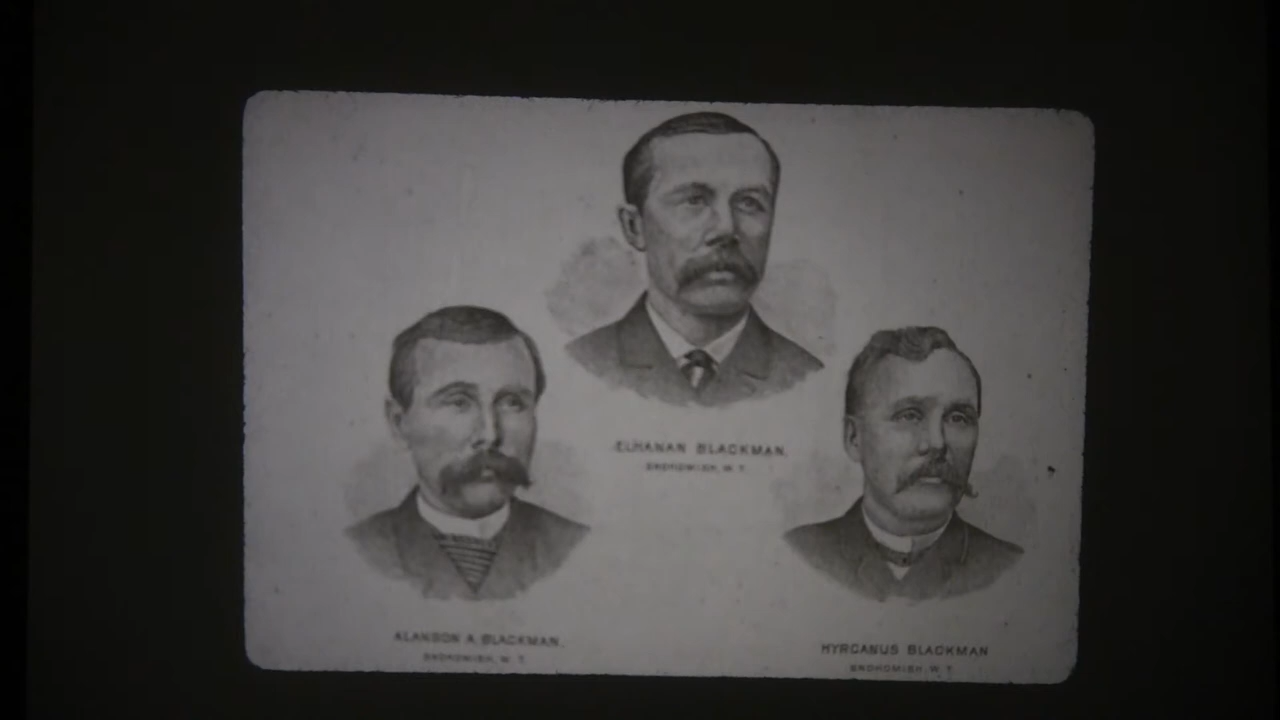 ELHANAN BLACKMAN.
SNOHOMISH, W. T.
ALANSON A. BLACKMAN.
SNOHOMISH, W. T.
HYRCANUS BLACKMAN
SNOHOMISH, W. T.